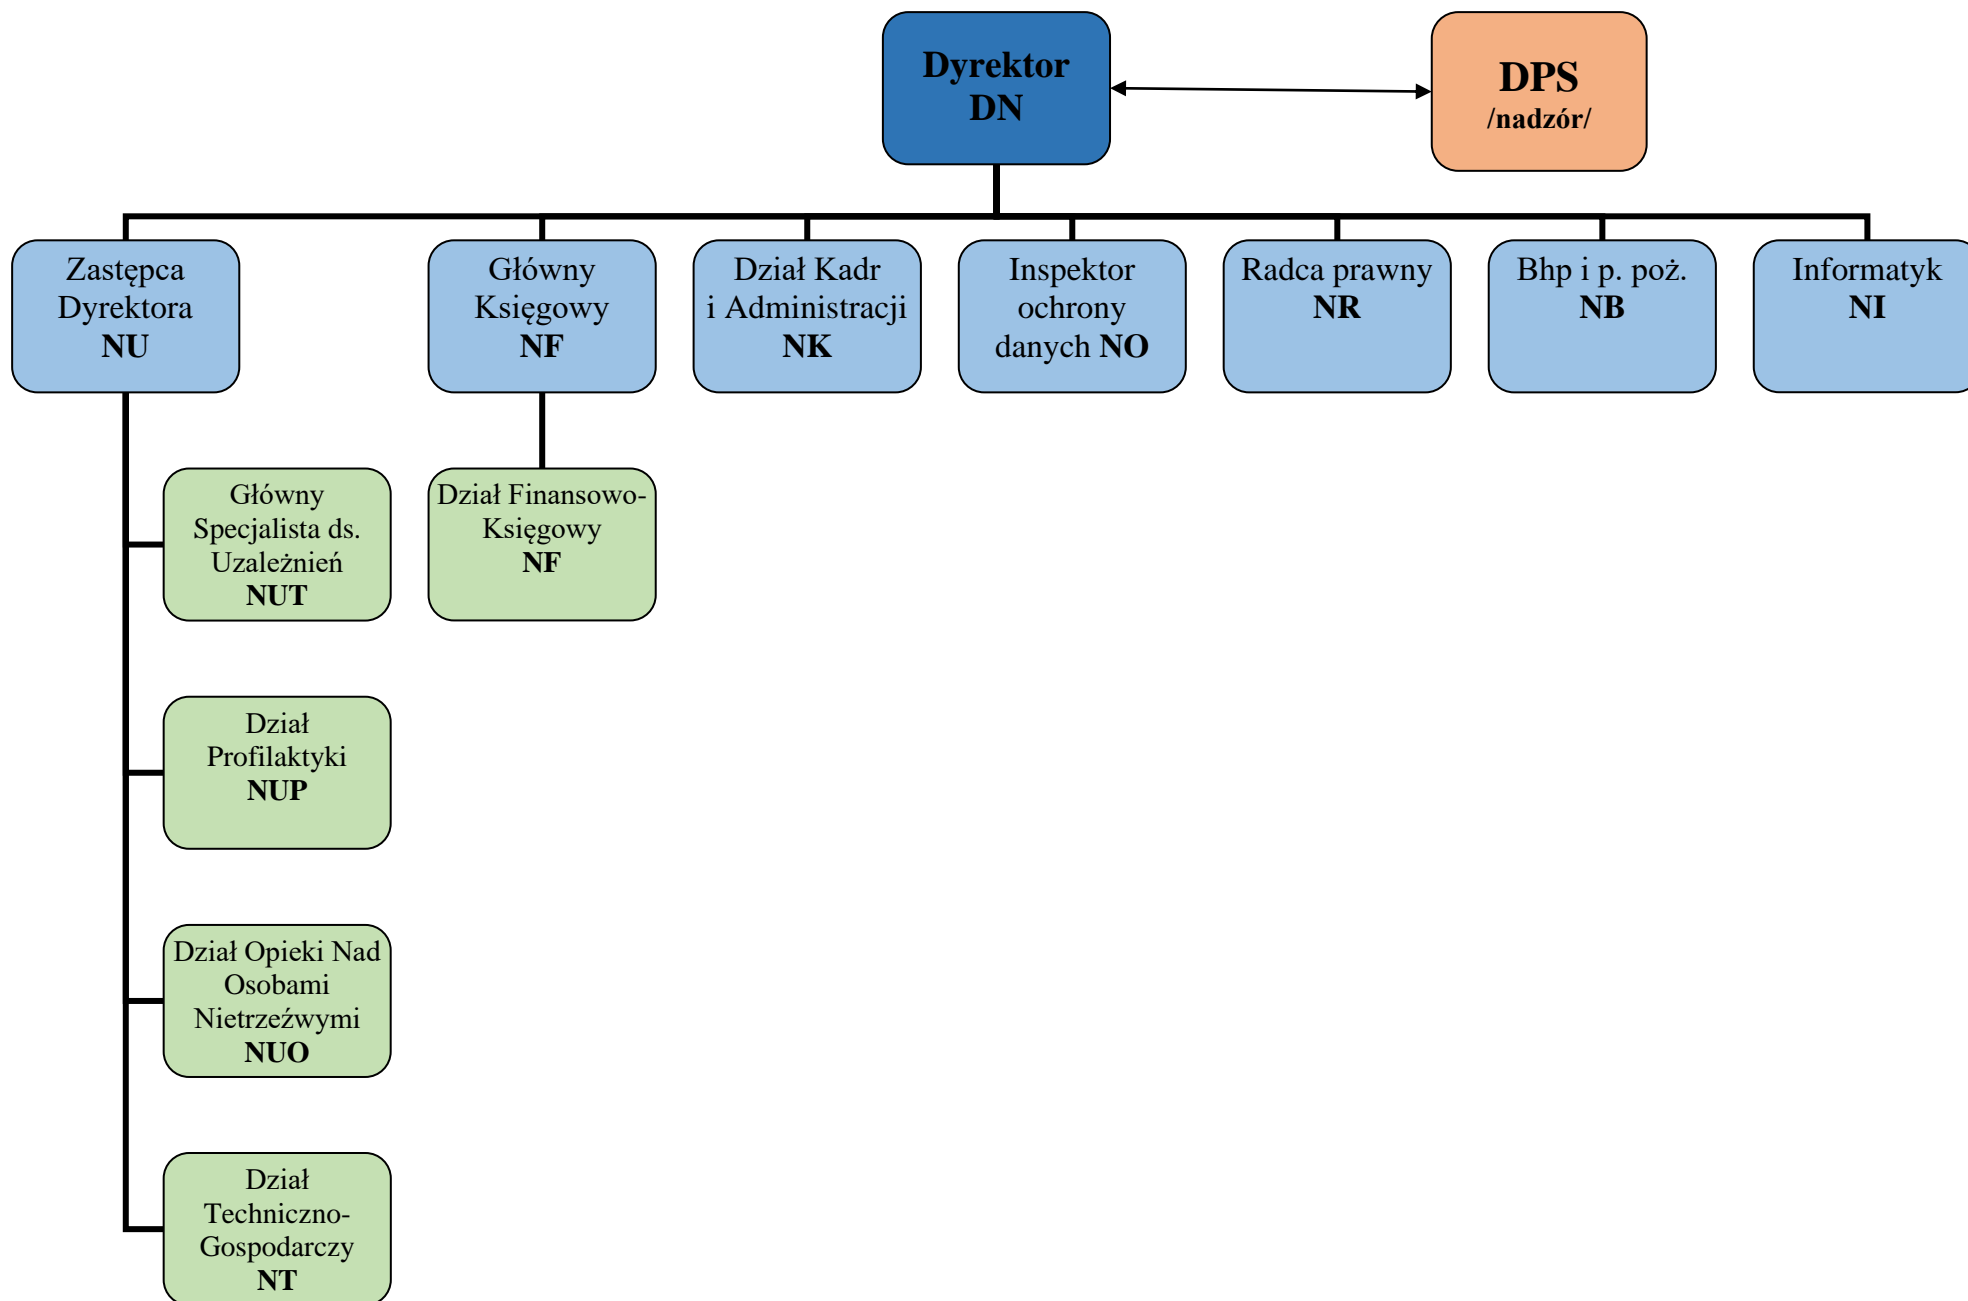 Dyrektor
DN
DPS
/nadzór/
Zastępca
Dyrektora
NU
Główny
Księgowy
NF
Dział Kadr
i Administracji
NK
Inspektor
ochrony
danych NO
Radca prawny
NR
Bhp i p. poż.
NB
Informatyk
NI
Główny
Specjalista ds.
Uzależnień
NUT
Dział Finansowo-
Księgowy
NF
Dział
Profilaktyki
NUP
Dział Opieki Nad
Osobami
Nietrzeźwymi
NUO
Dział
Techniczno-
Gospodarczy
NT